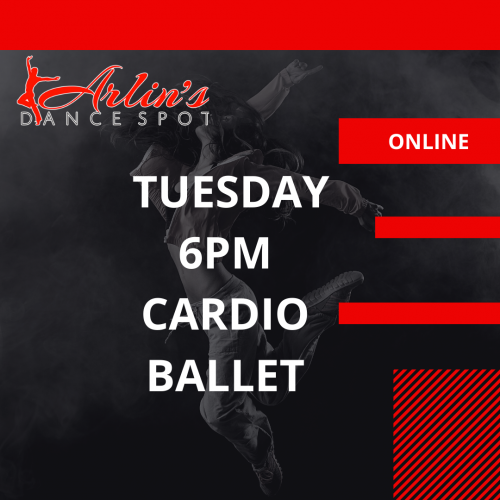 Arlin's
DANCE SPOT
ONLINE
TUESDAY
6PM
CARDIO
BALLET